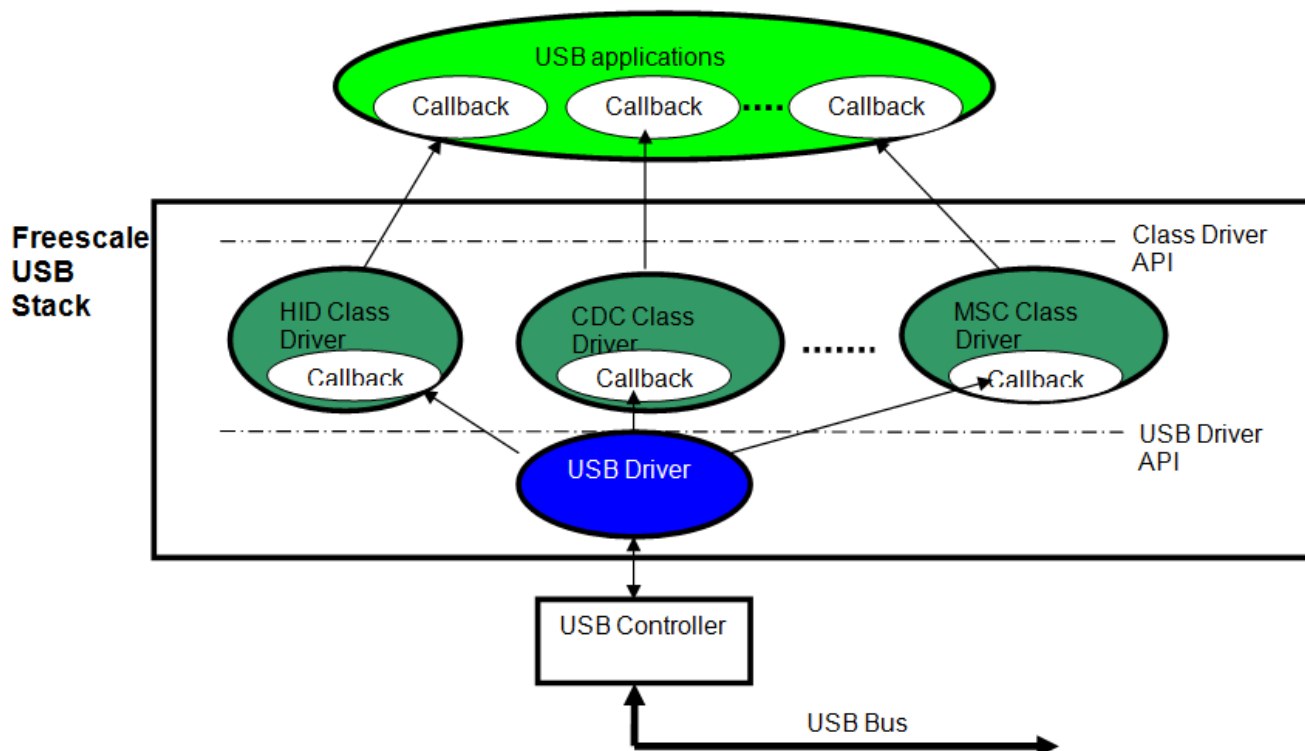 USB applications
Callback
Callback
Callback
Freescale
USB
Stack
Class Driver
API
HID Class
Driver
Callback
CDC Class
Driver
Callback
MSC Class
Driver
Callback
USB Driver
API
USB Driver
USB Controller
USB Bus